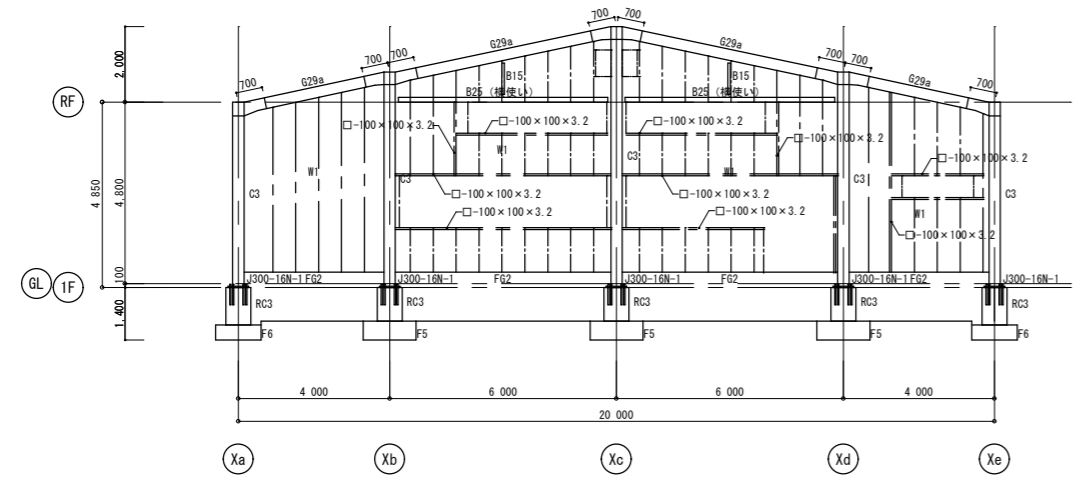 700 700
G29a G29a
700 700 B15 B15 700 700
2,000
700 G29a B25 (横使い) B25 (横使い) G29a 700
RF
□-100×100×3.2 □-100×100×3.2 □-100×100×3.2 □-100×100×3.2
W1 W1 C3 □-100×100×3.2
4 850 4,800
C3 C3 □-100×100×3.2 □-100×100×3.2 C3 C3
□-100×100×3.2 □-100×100×3.2 W1
□-100×100×3.2
GL 1F 100
J300-16N-1 FG2 J300-16N-1 FG2 J300-16N-1 FG2 J300-16N-1 FG2 J300-16N-1
RC3 RC3 RC3 RC3 RC3
1,400
F6 F5 F5 F5 F6
4 000 6 000 6 000 4 000
20 000
Xa Xb Xc Xd Xe